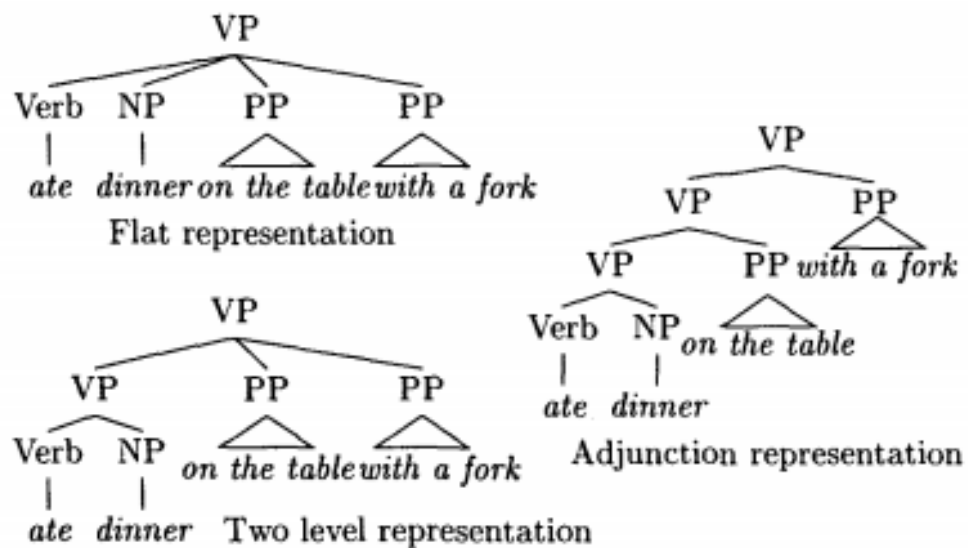 VP
Verb NP PP PP
ate dinner on the table with a fork
Flat representation
VP
VP PP PP
Verb NP
on the table with a fork
ate dinner
Two level representation
VP
VP PP
VP PP with a fork
Verb NP on the table
ate dinner
Adjunction representation